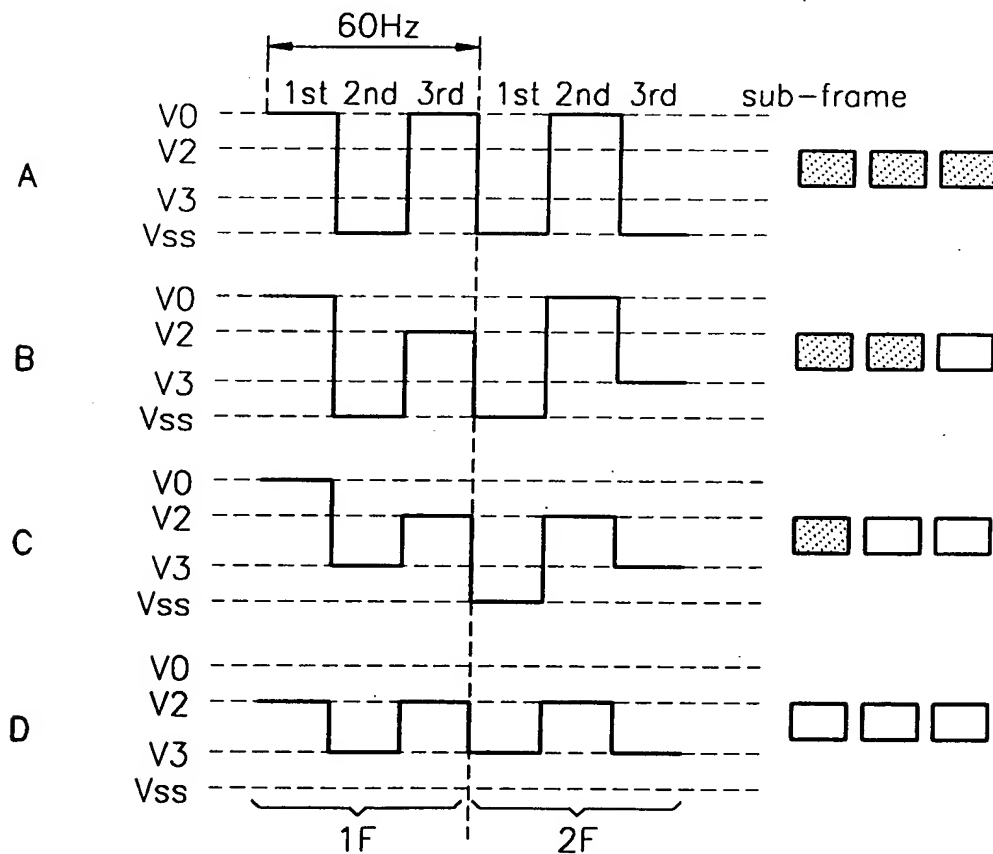 60Hz
1st 2nd 3rd 1st 2nd 3rd sub-frame
V0
V2
A
V3
Vss
V0
V2
B
V3
Vss
V0
V2
C
V3
Vss
V0
V2
D
V3
Vss
1F 2F